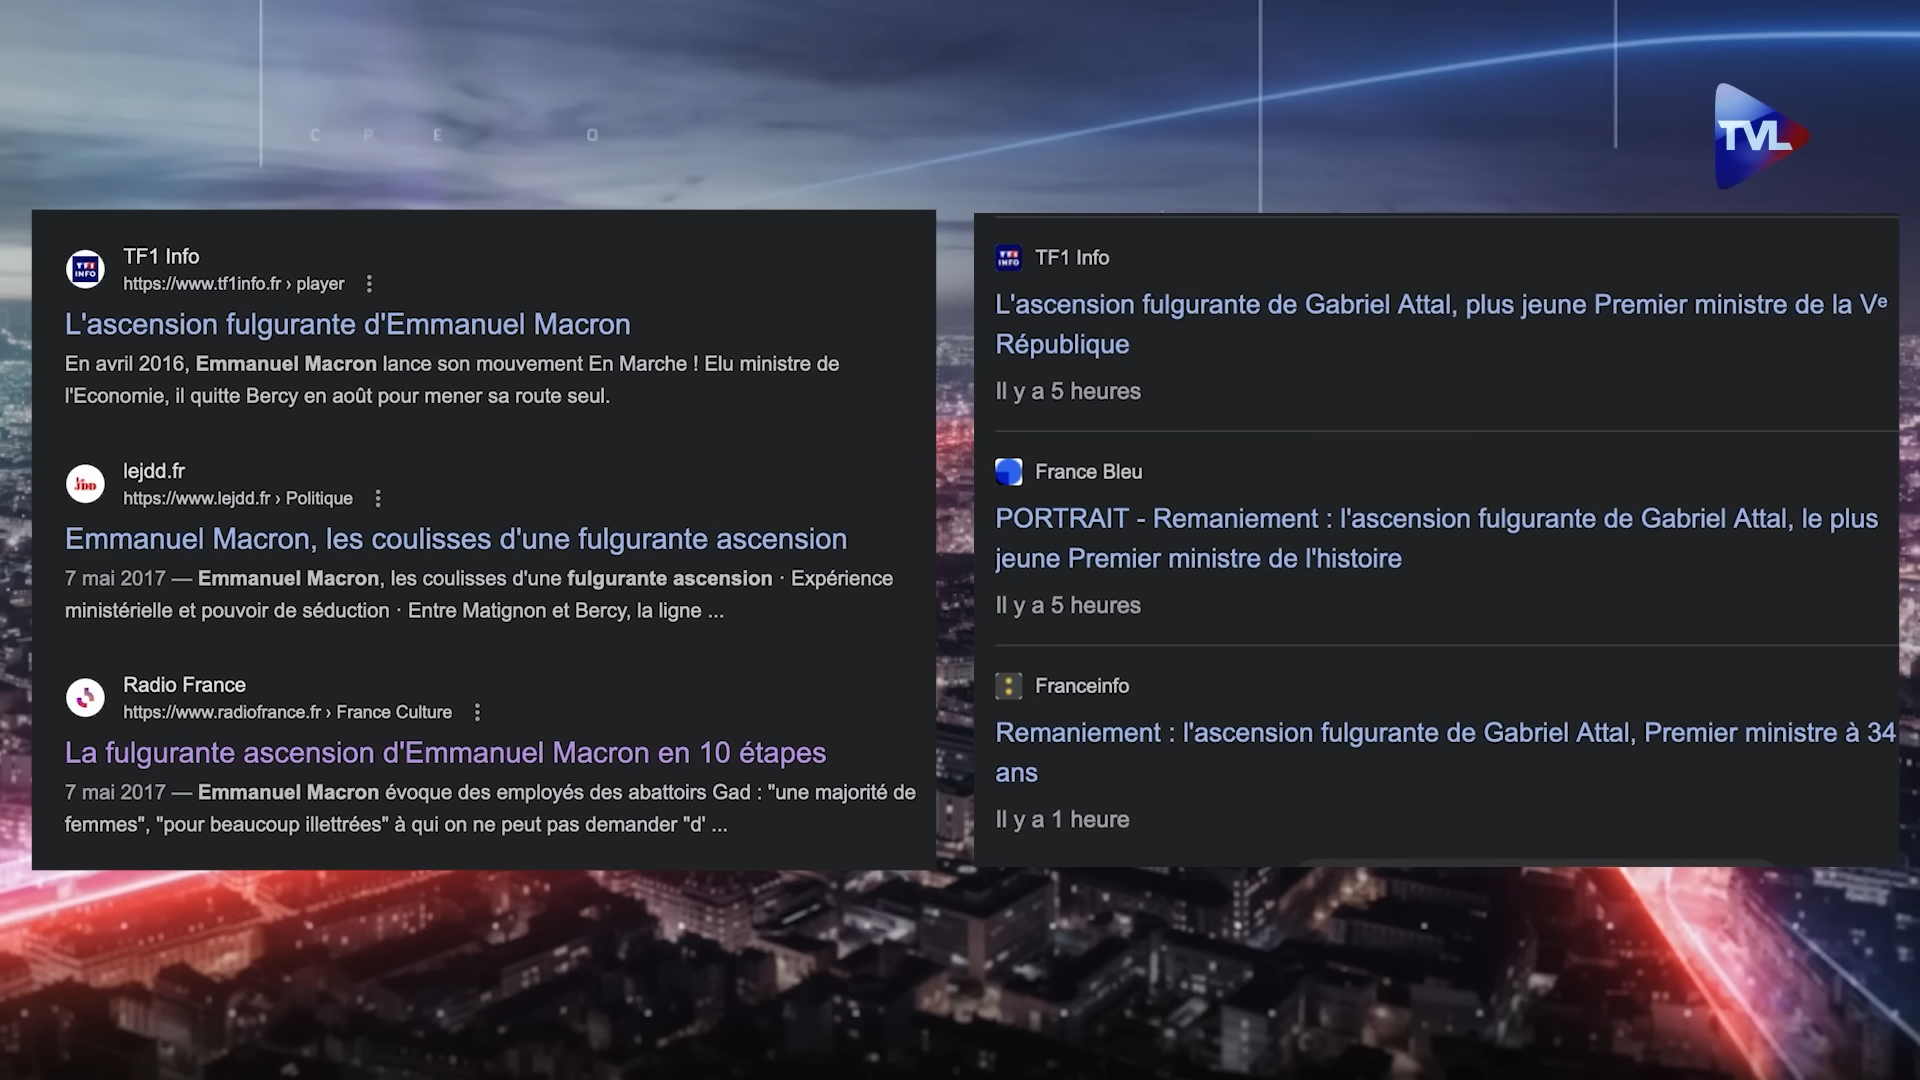 C P E O
TVL
TF1 Info
https://www.tf1info.fr › player
L'ascension fulgurante d'Emmanuel Macron
En avril 2016, Emmanuel Macron lance son mouvement En Marche ! Elu ministre de
l'Economie, il quitte Bercy en août pour mener sa route seul.
lejdd.fr
https://www.lejdd.fr › Politique
Emmanuel Macron, les coulisses d'une fulgurante ascension
7 mai 2017 — Emmanuel Macron, les coulisses d'une fulgurante ascension · Expérience
ministérielle et pouvoir de séduction · Entre Matignon et Bercy, la ligne ...
Radio France
https://www.radiofrance.fr › France Culture
La fulgurante ascension d'Emmanuel Macron en 10 étapes
7 mai 2017 — Emmanuel Macron évoque des employés des abattoirs Gad : "une majorité de
femmes", "pour beaucoup illettrées" à qui on ne peut pas demander "d' ...
TF1 Info
L'ascension fulgurante de Gabriel Attal, plus jeune Premier ministre de la Vᵉ
République
Il y a 5 heures
France Bleu
PORTRAIT - Remaniement : l'ascension fulgurante de Gabriel Attal, le plus
jeune Premier ministre de l'histoire
Il y a 5 heures
Franceinfo
Remaniement : l'ascension fulgurante de Gabriel Attal, Premier ministre à 34
ans
Il y a 1 heure